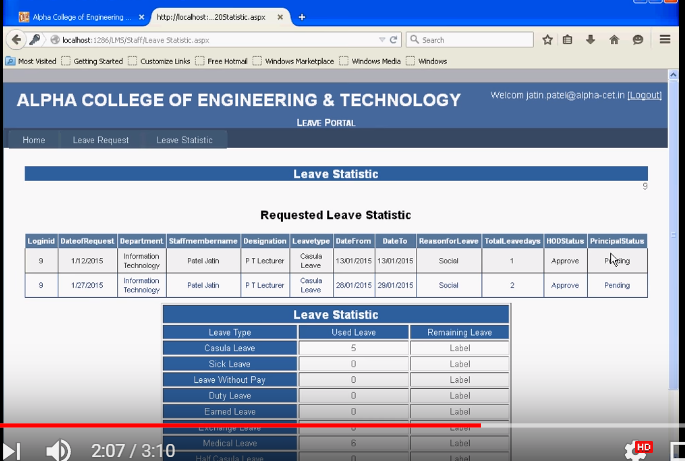 Alpha College of Engineering ...
http://localhost:...20Statistic.aspx
localhost:1286/LMS/Staff/Leave Statistic.aspx
Search
Most Visited Getting Started Customize Links Free Hotmail Windows Marketplace Windows Media Windows
ALPHA COLLEGE OF ENGINEERING & TECHNOLOGY
Welcom jatin.patel@alpha-cet.in [Logout]
LEAVE PORTAL
Home Leave Request Leave Statistic
Leave Statistic
9
Requested Leave Statistic
Loginid DateofRequest Department Staffmembername Designation Leavetype DateFrom DateTo ReasonforLeave TotalLeavedays HODStatus PrincipalStatus
9 1/12/2015 Information Technology Patel Jatin P T Lecturer Casula Leave 13/01/2015 13/01/2015 Social 1 Approve Pending
9 1/27/2015 Information Technology Patel Jatin P T Lecturer Casula Leave 28/01/2015 29/01/2015 Social 2 Approve Pending
Leave Statistic
Leave Type Used Leave Remaining Leave
Casula Leave 5 Label
Sick Leave 0 Label
Leave Without Pay 0 Label
Duty Leave 0 Label
Earned Leave 0 Label
Exchange Leave Label
Medical Leave 6 Label
Half Casula Leave 0 Label
2:07 / 3:10
HD